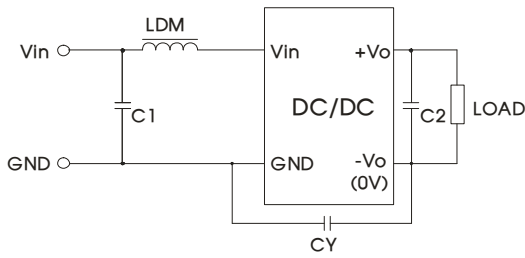 LDM
Vin
Vin
+Vo
C1
DC/DC
C2
LOAD
GND
GND
-Vo
(0V)
CY